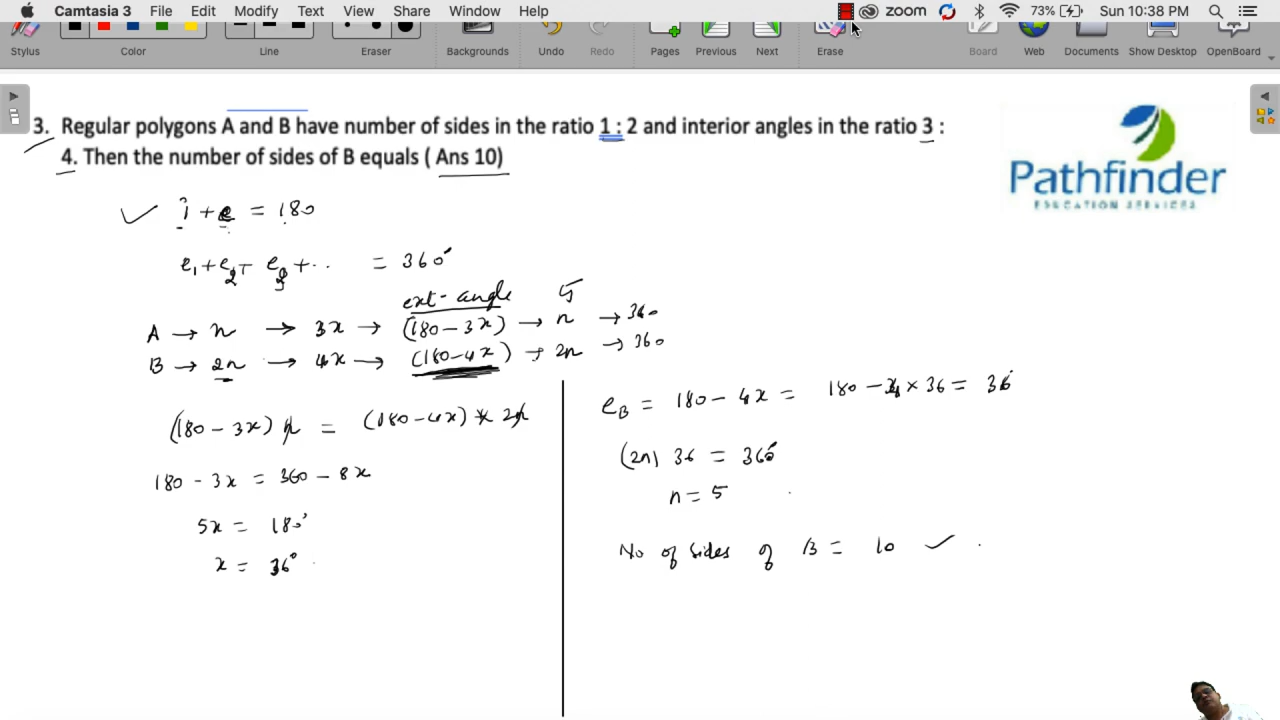 Camtasia 3 File Edit Modify Text View Share Window Help zoom 73% Sun 10:38 PM
Stylus Color Line Eraser Backgrounds Undo Redo Pages Previous Next Erase Board Web Documents Show Desktop OpenBoard
3. Regular polygons A and B have number of sides in the ratio 1 : 2 and interior angles in the ratio 3 :
4. Then the number of sides of B equals ( Ans 10)
Pathfinder
EDUCATION SERVICES
✓ i + e = 180
e₁ + e₂ + e₃ + ·· = 360°
ext- angle 5
A → n → 3x → (180 – 3x) → n → 360
B → 2n → 4x → (180 – 4x) → 2n → 360
(180 – 3x) n = (180 – 4x) × 2n
180 - 3x = 360 – 8x
5x = 180°
x = 36°
e_B = 180 – 4x = 180 – 4 × 36 = 36°
(2n) 36 = 360°
n = 5
No of sides of B = 10 ✓